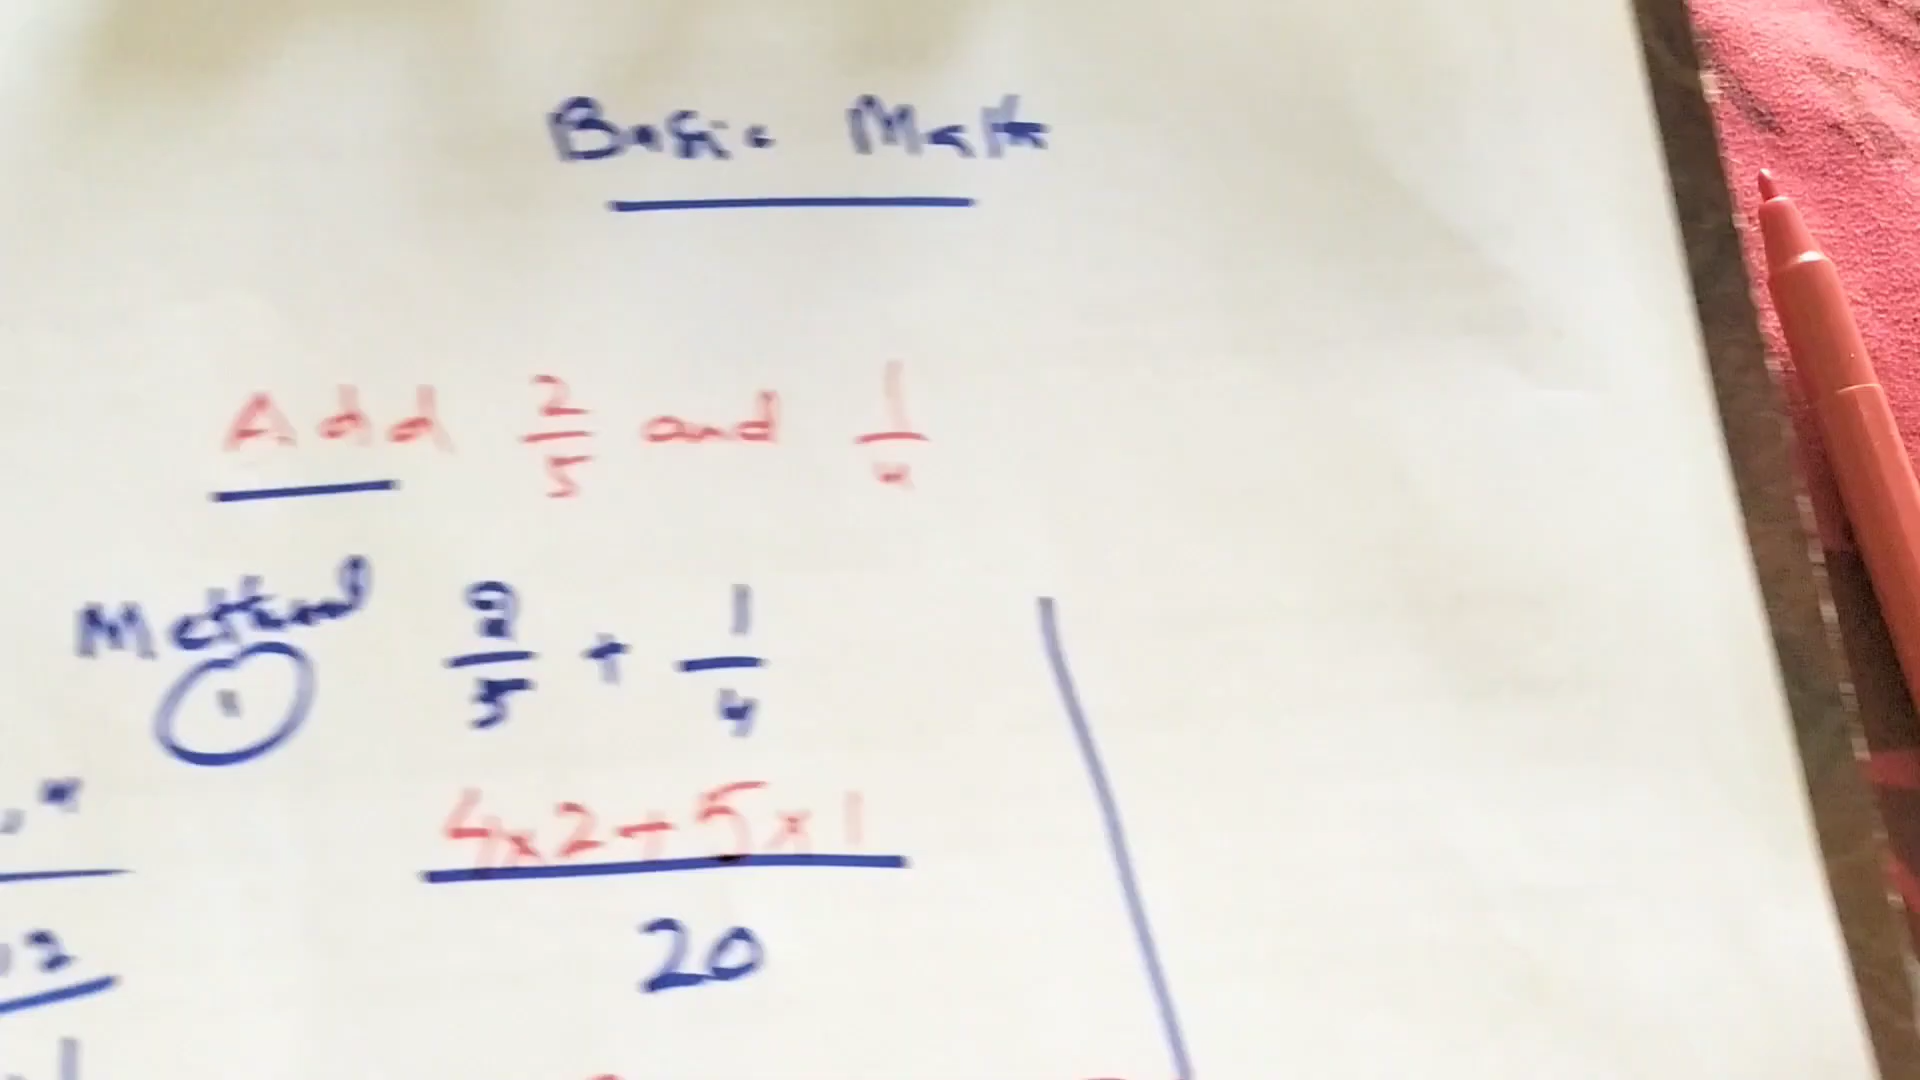 Basic Math
Add 2/5 and 1/4
Method 2/5 + 1/4
1
4x2+5x1
20